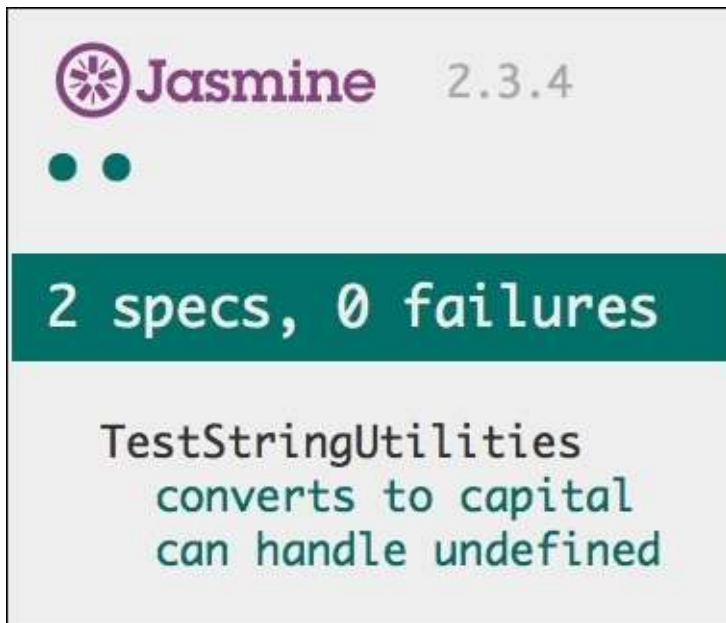 Jasmine 2.3.4
2 specs, 0 failures
TestStringUtilities
converts to capital
can handle undefined